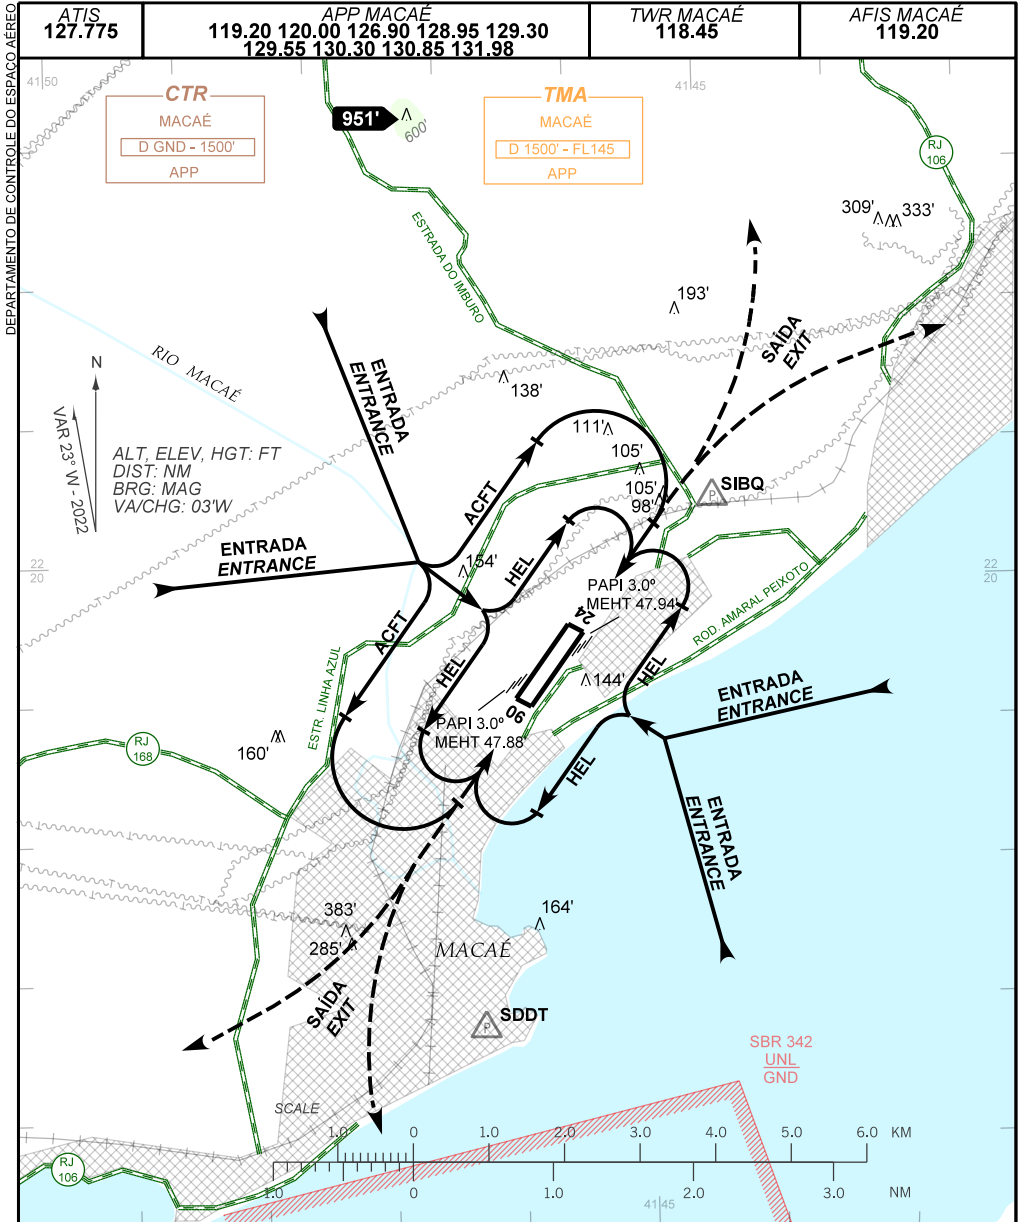 DEPARTAMENTO DE CONTROLE DO ESPAÇO AÉREO
ATIS
127.775
APP MACAÉ
119.20 120.00 126.90 128.95 129.30
129.55 130.30 130.85 131.98
TWR MACAÉ
118.45
AFIS MACAÉ
119.20
41 50
41 45
CTR
MACAÉ
D GND - 1500'
APP
951'
600'
TMA
MACAÉ
D 1500' - FL145
APP
RJ
106
309'
333'
ESTRADA DO IMBURO
193'
SAÍDA
EXIT
RIO MACAÉ
ENTRADA
ENTRANCE
138'
N
VAR 23° W - 2022
ALT, ELEV, HGT: FT
DIST: NM
BRG: MAG
VA/CHG: 03'W
111'
105'
105'
98'
SIBQ
P
ACFT
ENTRADA
ENTRANCE
154'
HEL
22
20
22
20
PAPI 3.0º
MEHT 47.94'
24
ROD. AMARAL PEIXOTO
ACFT
HEL
HEL
144'
ESTR. LINHA AZUL
06
ENTRADA
ENTRANCE
PAPI 3.0º
MEHT 47.88'
RJ
168
160'
HEL
ENTRADA
ENTRANCE
383'
285'
164'
MACAÉ
SAÍDA
EXIT
SDDT
P
SBR 342
UNL
GND
SCALE
1.0 0 1.0 2.0 3.0 4.0 5.0 6.0 KM
RJ
106
1.0 0 1.0 2.0 3.0 NM
41 45